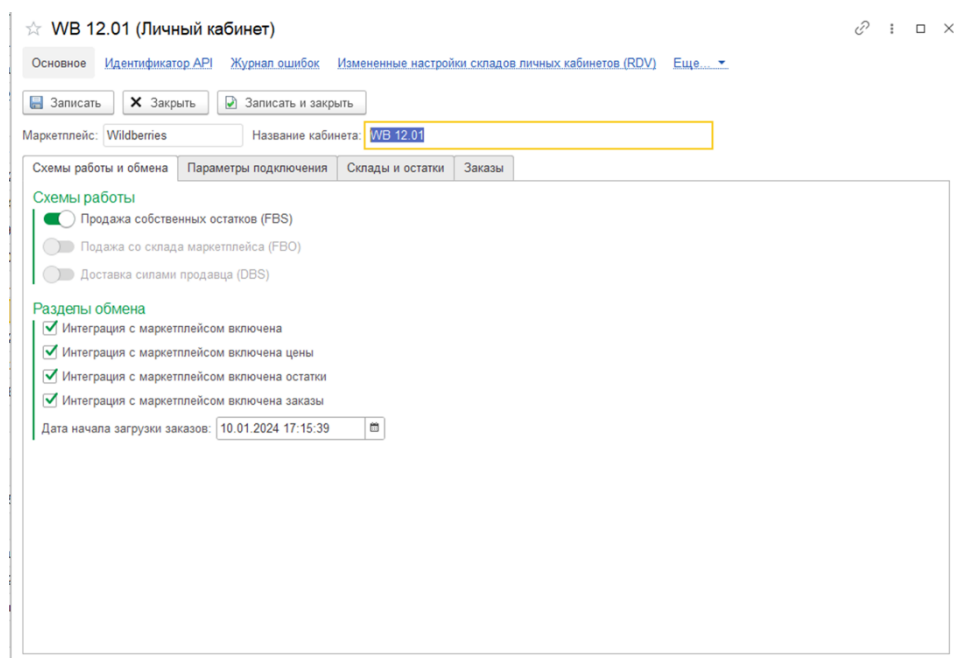 WB 12.01 (Личный кабинет)
Основное Идентификатор API Журнал ошибок Измененные настройки складов личных кабинетов (RDV) Еще...
Записать Закрыть Записать и закрыть
Маркетплейс: Wildberries Название кабинета: WB 12.01
Схемы работы и обмена Параметры подключения Склады и остатки Заказы
Схемы работы
Продажа собственных остатков (FBS)
Подажа со склада маркетплейса (FBO)
Доставка силами продавца (DBS)
Разделы обмена
Интеграция с маркетплейсом включена
Интеграция с маркетплейсом включена цены
Интеграция с маркетплейсом включена остатки
Интеграция с маркетплейсом включена заказы
Дата начала загрузки заказов: 10.01.2024 17:15:39